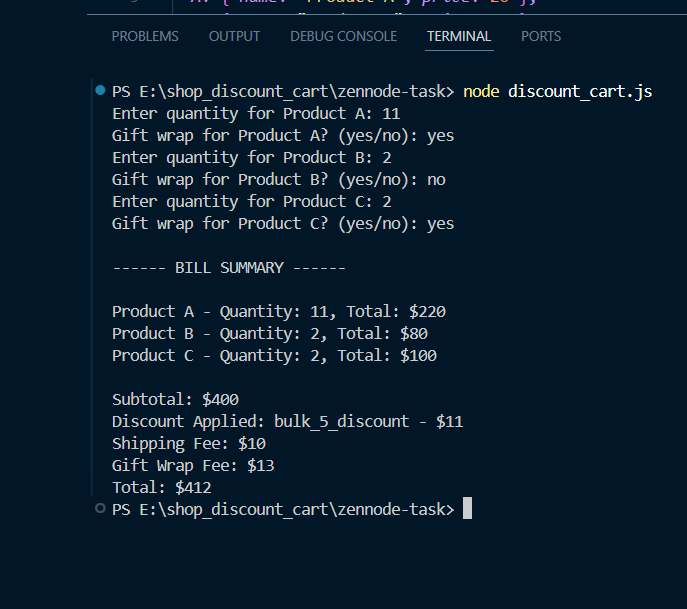 PROBLEMS OUTPUT DEBUG CONSOLE TERMINAL PORTS
PS E:\shop_discount_cart\zennode-task> node discount_cart.js
Enter quantity for Product A: 11
Gift wrap for Product A? (yes/no): yes
Enter quantity for Product B: 2
Gift wrap for Product B? (yes/no): no
Enter quantity for Product C: 2
Gift wrap for Product C? (yes/no): yes
------ BILL SUMMARY ------
Product A - Quantity: 11, Total: $220
Product B - Quantity: 2, Total: $80
Product C - Quantity: 2, Total: $100
Subtotal: $400
Discount Applied: bulk_5_discount - $11
Shipping Fee: $10
Gift Wrap Fee: $13
Total: $412
PS E:\shop_discount_cart\zennode-task>